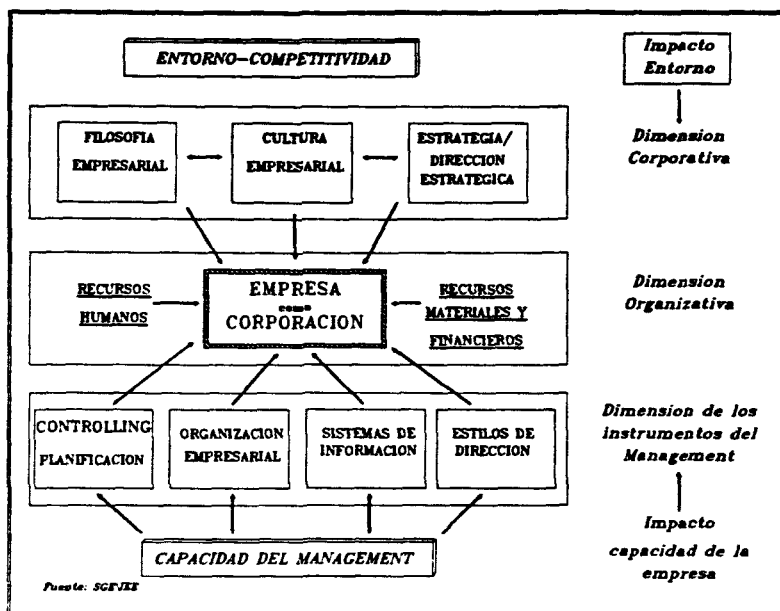 ENTORNO-COMPETITIVIDAD
Impacto
Entorno
FILOSOFIA
EMPRESARIAL
CULTURA
EMPRESARIAL
ESTRATEGIA/
DIRECCION
ESTRATEGICA
Dimension
Corporativa
RECURSOS
HUMANOS
EMPRESA
como
CORPORACION
RECURSOS
MATERIALES Y
FINANCIEROS
Dimension
Organizativa
CONTROLLING
PLANIFICACION
ORGANIZACION
EMPRESARIAL
SISTEMAS DE
INFORMACION
ESTILOS DE
DIRECCION
Dimension de los
instrumentos del
Management
CAPACIDAD DEL MANAGEMENT
Impacto
capacidad de la
empresa
Fuente: